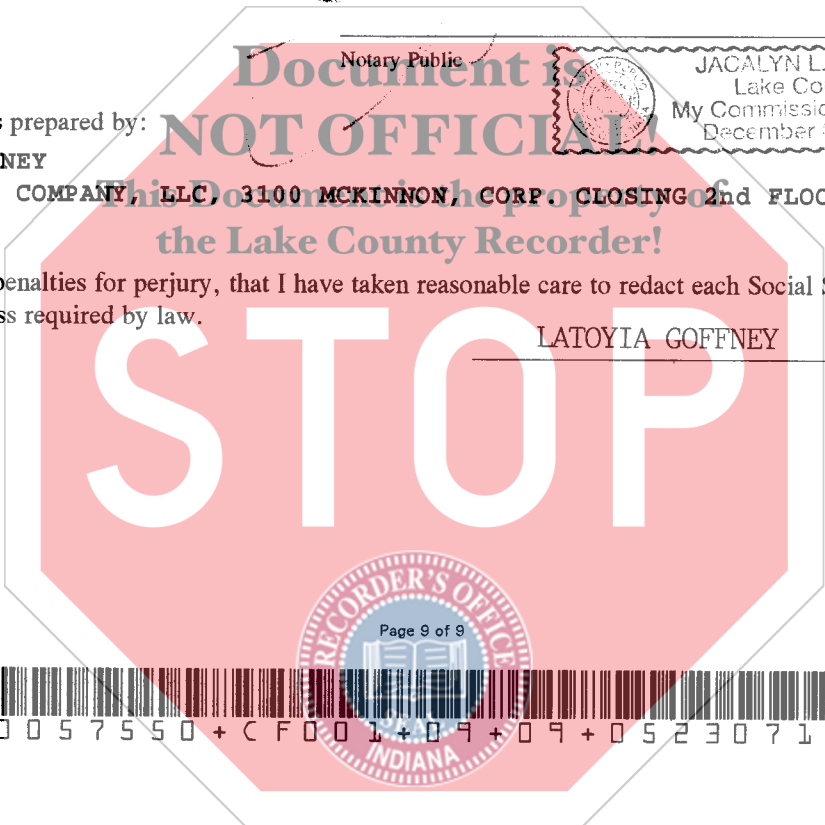 Document is
Notary Public
JACALYN L.
Lake Co
My Commissio
December
s prepared by:
NOT OFFICIAL!
NEY
COMPANY, LLC, 3100 MCKINNON, CORP. CLOSING 2nd FLOO
This Document is the property of
the Lake County Recorder!
penalties for perjury, that I have taken reasonable care to redact each Social S
ss required by law.
LATOYIA GOFFNEY
STOP
RECORDER'S OFFICE
Page 9 of 9
SEAL
0057550+CF001+09+09+0523071
INDIANA